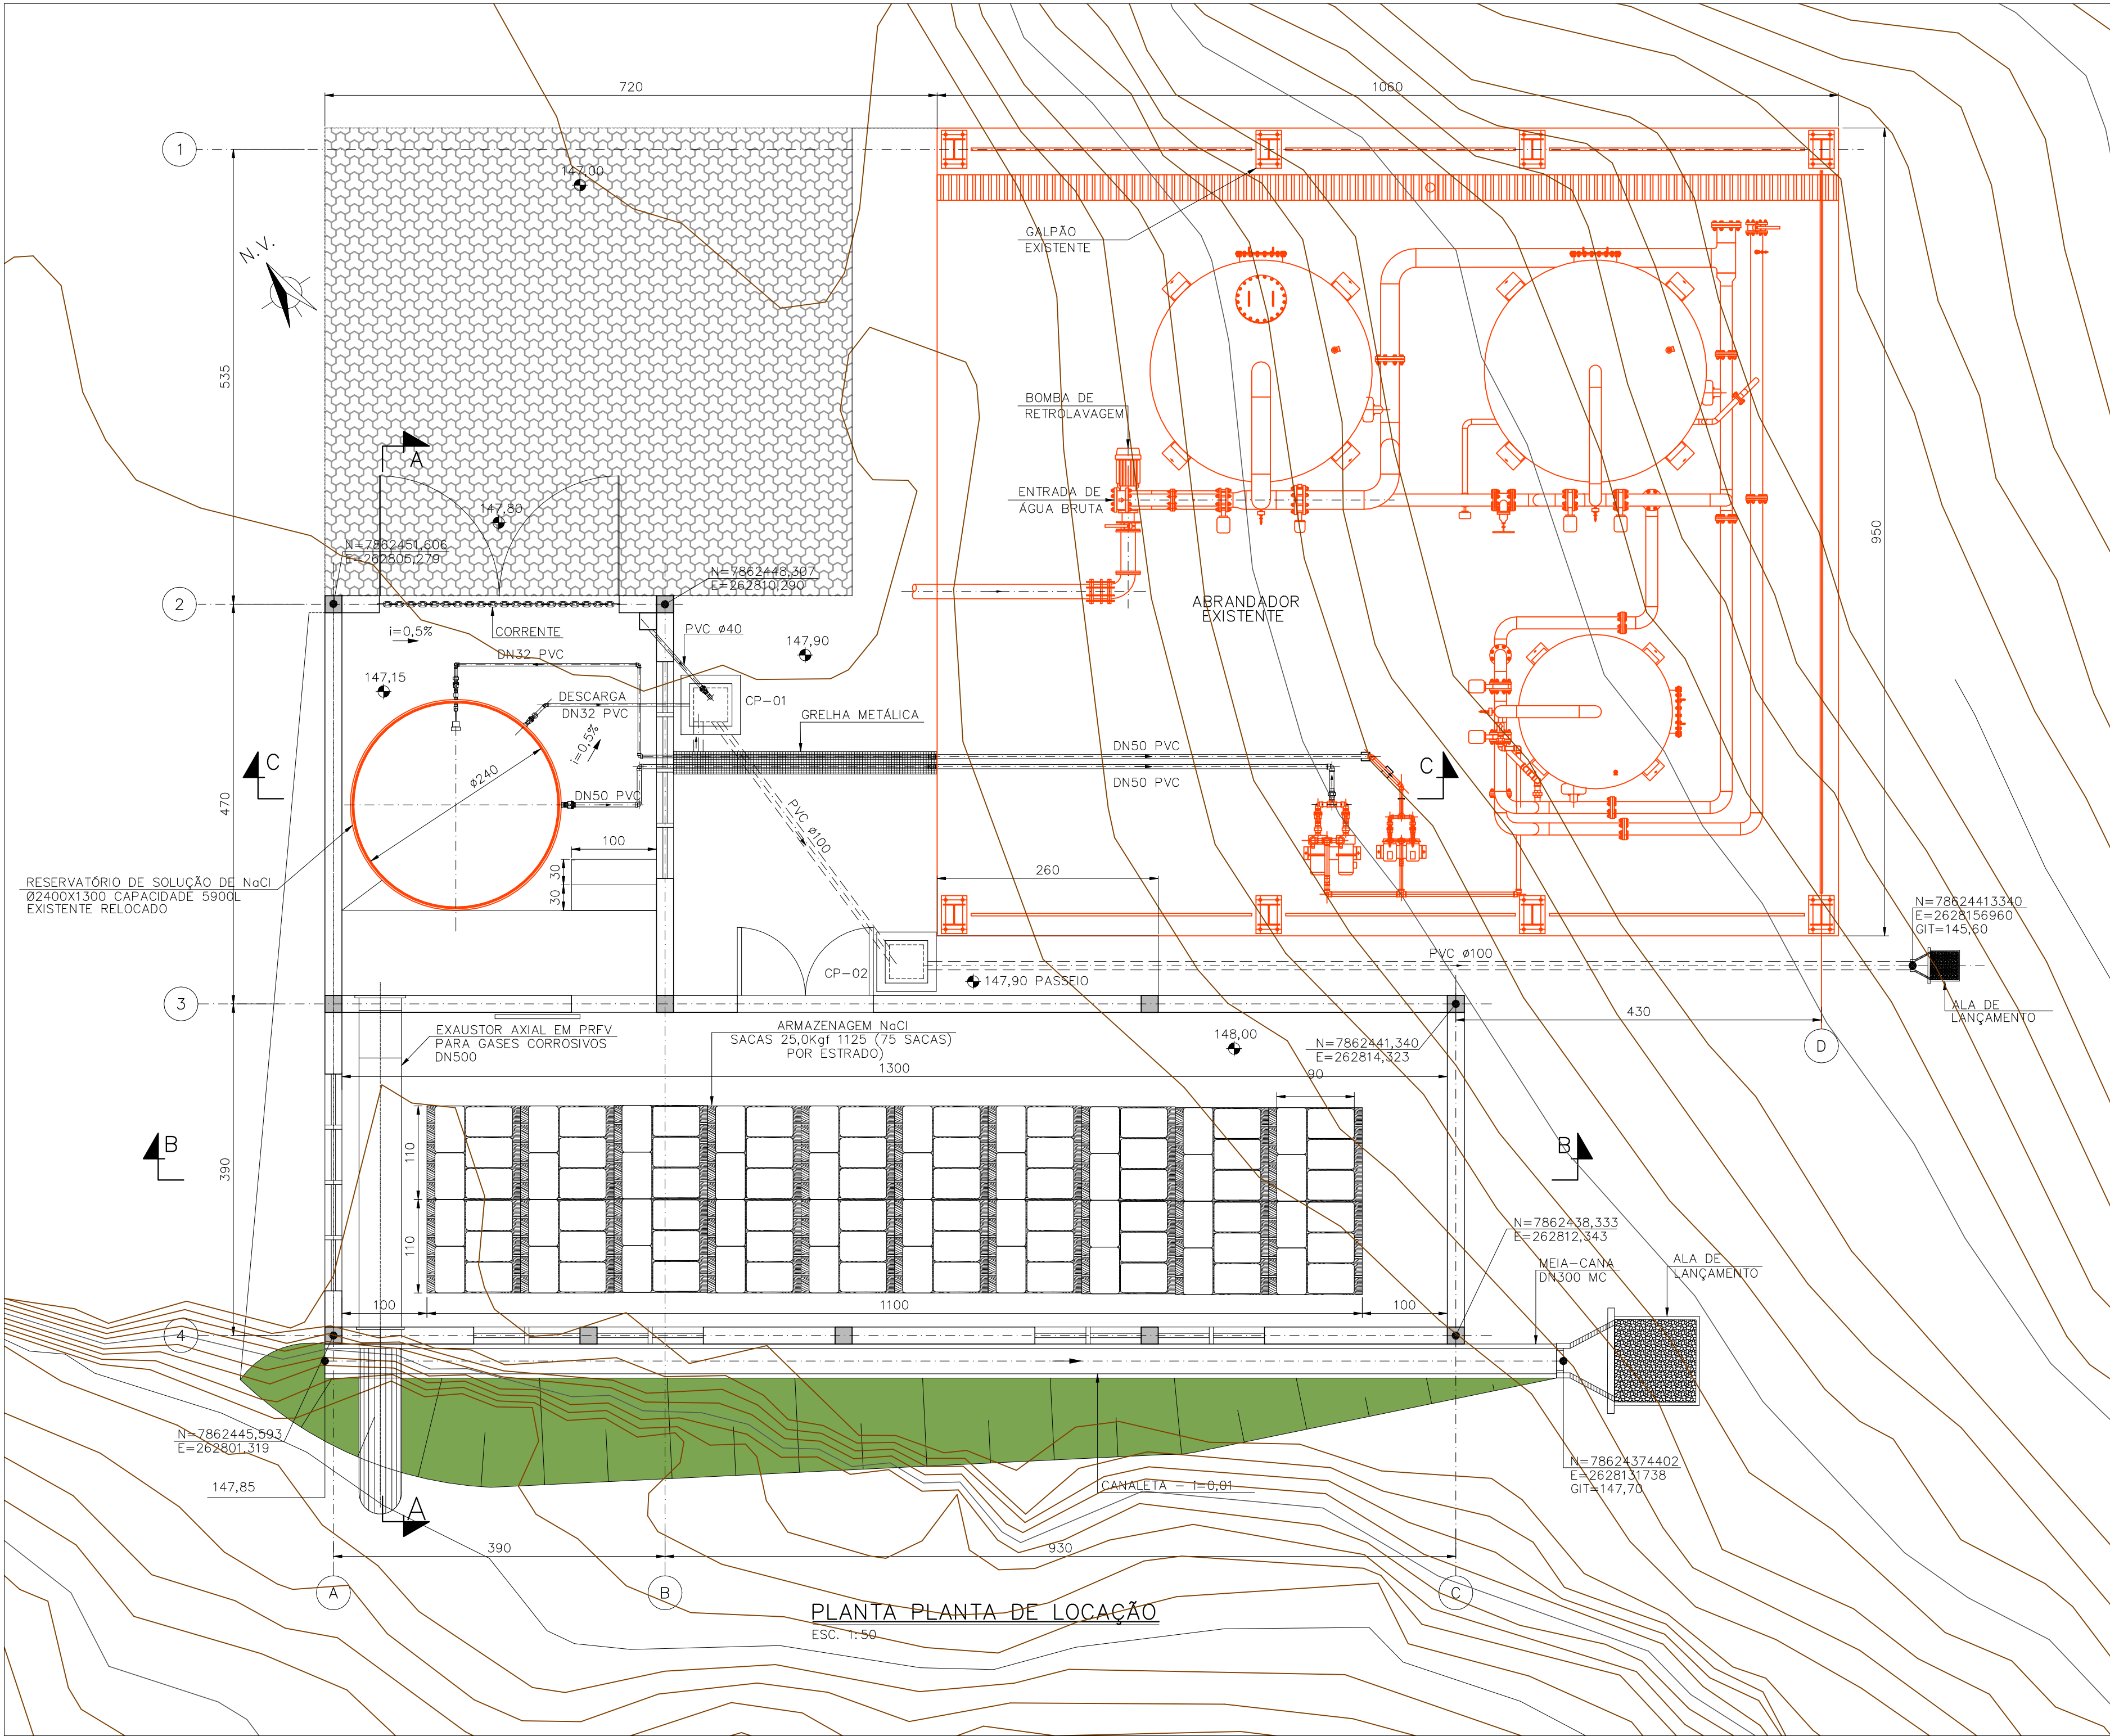 720
1060
1
147,00
N.V.
GALPÃO
EXISTENTE
535
BOMBA DE
RETROLAVAGEM
A
ENTRADA DE
ÁGUA BRUTA
147,80
950
N=7862451,606
E=262805,279
N=7862448,307
E=262810,290
2
ABRANDADOR
EXISTENTE
i=0,5%
CORRENTE
PVC ø40
147,90
DN32 PVC
147,15
DESCARGA
DN32 PVC
CP-01
i=0,5%
GRELHA METÁLICA
DN50 PVC
C
C
ø240
DN50 PVC
DN50 PVC
470
PVC ø100
100
30
30
260
RESERVATÓRIO DE SOLUÇÃO DE NaCl
Ø2400X1300 CAPACIDADE 5900L
EXISTENTE RELOCADO
N=78624413340
E=2628156960
GIT=145,60
PVC ø100
CP-02
147,90 PASSEIO
3
ALA DE
LANÇAMENTO
430
EXAUSTOR AXIAL EM PRFV
PARA GASES CORROSIVOS
DN500
ARMAZENAGEM NaCl
SACAS 25,0Kgf 1125 (75 SACAS)
POR ESTRADO)
148,00
N=7862441,340
E=262814,323
D
1300
90
110
B
B
390
110
N=7862438,333
E=262812,343
MEIA-CANA
DN300 MC
ALA DE
LANÇAMENTO
100
1100
100
4
N=7862445,593
E=262801,319
147,85
N=78624374402
E=2628131738
GIT=147,70
CANALETA - I=0,01
A
390
930
A
B
C
PLANTA PLANTA DE LOCAÇÃO
ESC. 1:50